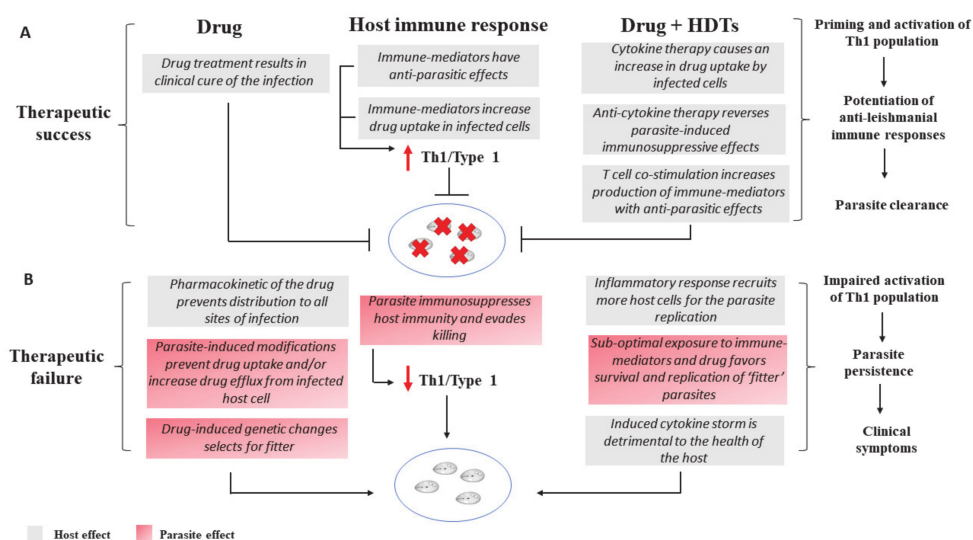 A
Drug
Host immune response
Drug + HDTs
Therapeutic
success
Drug treatment results in
clinical cure of the infection
Immune-mediators have
anti-parasitic effects
Immune-mediators increase
drug uptake in infected cells
Th1/Type 1
Cytokine therapy causes an
increase in drug uptake by
infected cells
Anti-cytokine therapy reverses
parasite-induced
immunosuppressive effects
T cell co-stimulation increases
production of immune-mediators
with anti-parasitic effects
Priming and activation of
Th1 population
Potentiation of
anti-leishmanial
immune responses
Parasite clearance
B
Therapeutic
failure
Pharmacokinetic of the drug
prevents distribution to all
sites of infection
Parasite-induced modifications
prevent drug uptake and/or
increase drug efflux from infected
host cell
Drug-induced genetic changes
selects for fitter
Parasite immunosuppresses
host immunity and evades
killing
Th1/Type 1
Inflammatory response recruits
more host cells for the parasite
replication
Sub-optimal exposure to immune-
mediators and drug favors
survival and replication of ‘fitter’
parasites
Induced cytokine storm is
detrimental to the health of
the host
Impaired activation
of Th1 population
Parasite
persistence
Clinical
symptoms
Host effect
Parasite effect